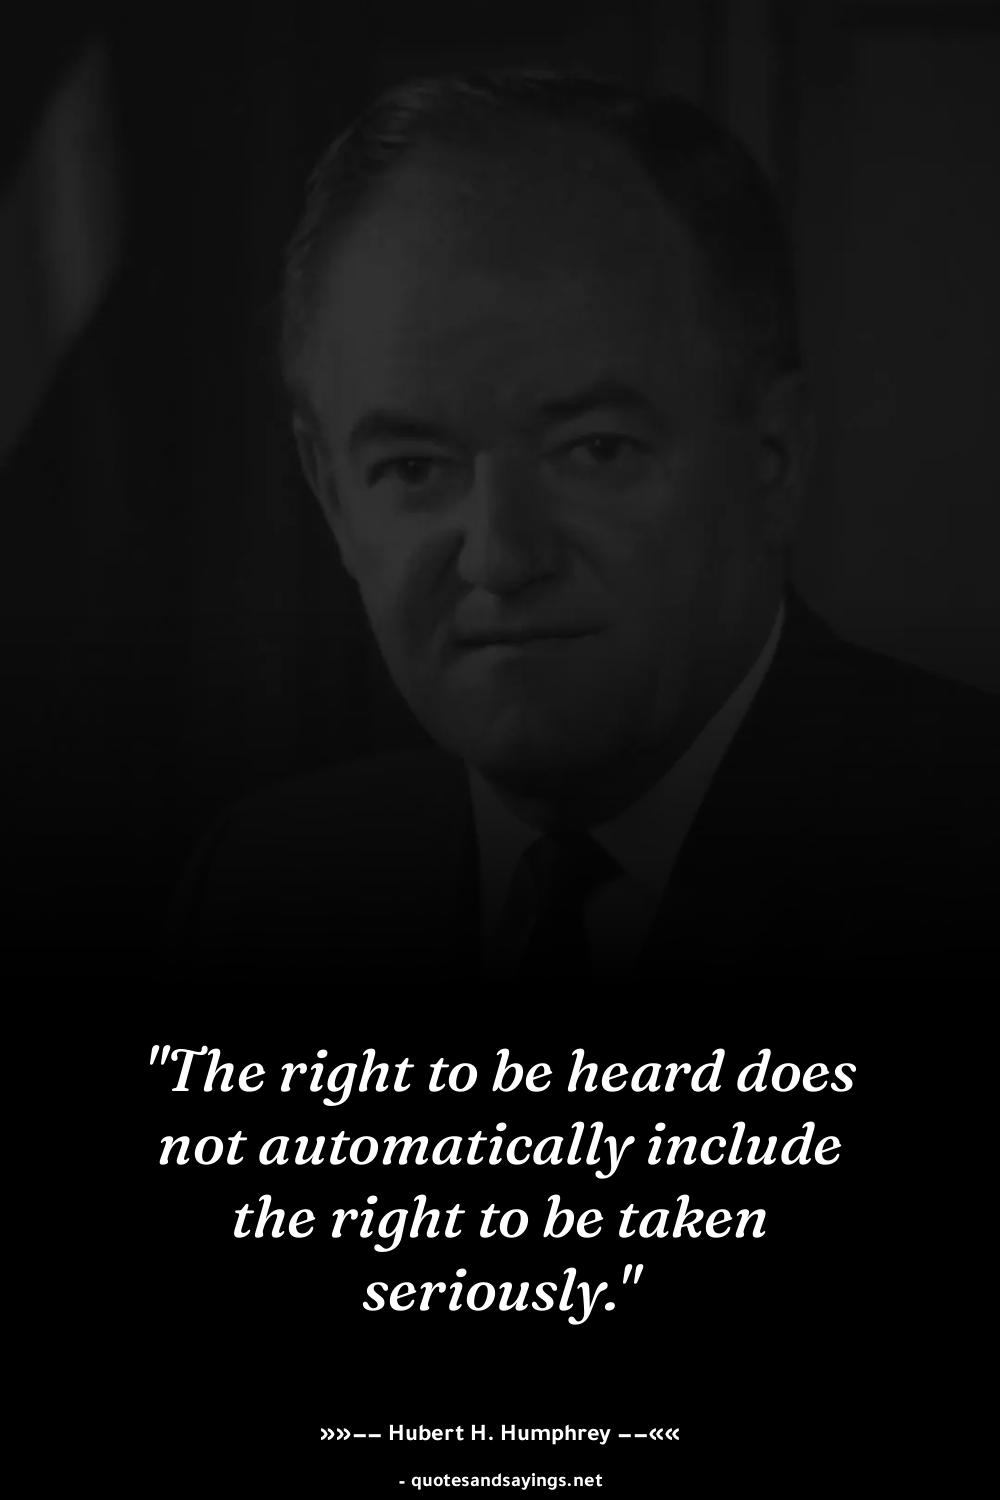 "The right to be heard does
not automatically include
the right to be taken
seriously."
»»–– Hubert H. Humphrey ––««
- quotesandsayings.net